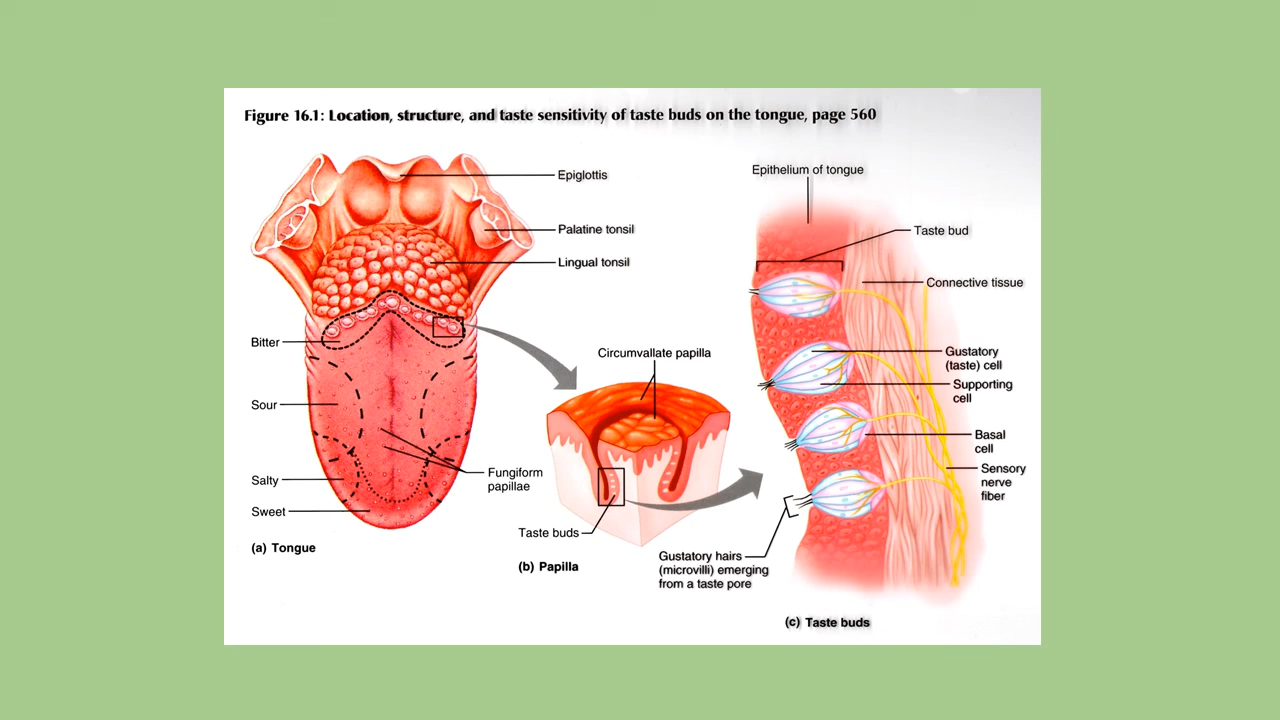 Figure 16.1: Location, structure, and taste sensitivity of taste buds on the tongue, page 560
Epiglottis
Palatine tonsil
Lingual tonsil
Bitter
Sour
Salty
Sweet
Fungiform
papillae
(a) Tongue
Circumvallate papilla
Taste buds
(b) Papilla
Epithelium of tongue
Taste bud
Connective tissue
Gustatory
(taste) cell
Supporting
cell
Basal
cell
Sensory
nerve
fiber
Gustatory hairs
(microvilli) emerging
from a taste pore
(c) Taste buds